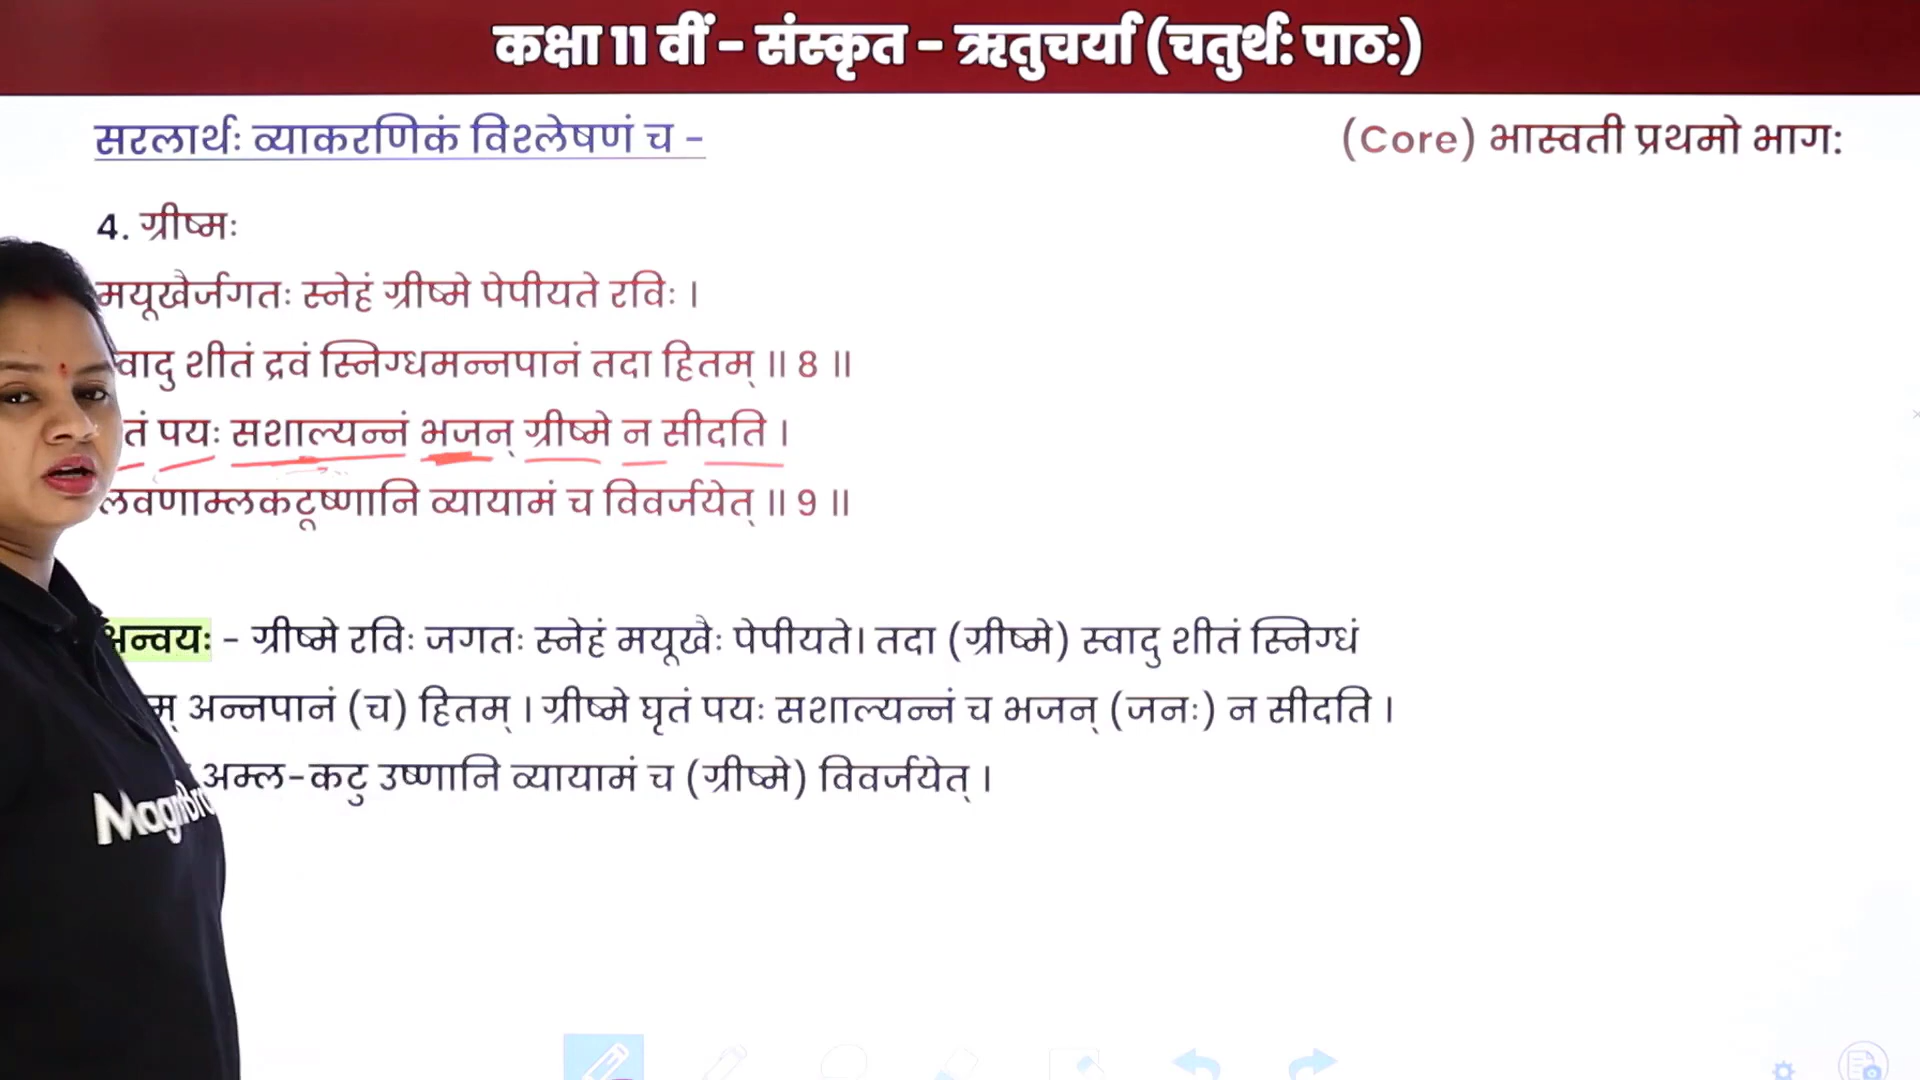 कक्षा 11 वीं - संस्कृत - ऋतुचर्या (चतुर्थ: पाठ:)
सरलार्थः व्याकरणिकं विश्लेषणं च -
(Core) भास्वती प्रथमो भाग:
4. ग्रीष्मः
मयूखैर्जगतः स्नेहं ग्रीष्मे पेपीयते रविः ।
शीतं द्रवं स्निग्धमन्नपानं तदा हितम् ॥ 8 ॥
पयः सशाल्यन्नं भजन् ग्रीष्मे न सीदति ।
लवणाम्लकटूष्णानि व्यायामं च विवर्जयेत् ॥ 9 ॥
अन्वयः - ग्रीष्मे रविः जगतः स्नेहं मयूखैः पेपीयते। तदा (ग्रीष्मे) स्वादु शीतं स्निग्धं
अन्नपानं (च) हितम् । ग्रीष्मे घृतं पयः सशाल्यन्नं च भजन् (जनः) न सीदति ।
अम्ल-कटु उष्णानि व्यायामं च (ग्रीष्मे) विवर्जयेत् ।